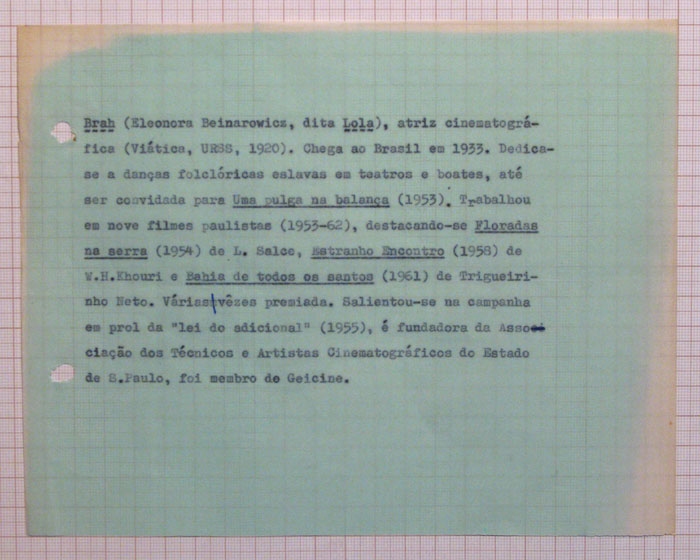 Brah (Eleonora Beinarowicz, dita Lola), atriz cinematográ-
fica (Viática, URSS, 1920). Chega ao Brasil em 1933. Dedica-
se a danças folclóricas eslavas em teatros e boates, até
ser convidada para Uma pulga na balança (1953). Trabalhou
em nove filmes paulistas (1953-62), destacando-se Floradas
na serra (1954) de L. Salce, Estranho Encontro (1958) de
W.H.Khouri e Bahia de todos os santos (1961) de Trigueiri-
nho Neto. Várias vêzes premiada. Salientou-se na campanha
em prol da "lei do adicional" (1955), é fundadora da Asso-
ciação dos Técnicos e Artistas Cinematográficos do Estado
de S.Paulo, foi membro do Geicine.